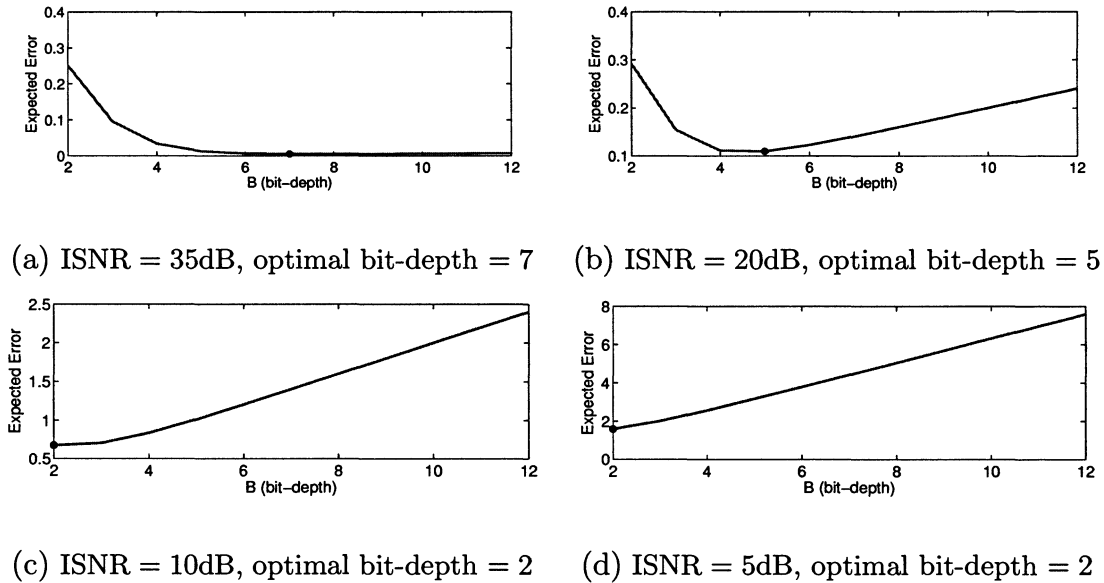 0.4
0.3
0.2
0.1
0
Expected Error
2 4 6 8 10 12
B (bit–depth)
0.4
0.3
0.2
0.1
Expected Error
2 4 6 8 10 12
B (bit–depth)
(a) ISNR = 35dB, optimal bit-depth = 7
(b) ISNR = 20dB, optimal bit-depth = 5
2.5
2
1.5
1
0.5
Expected Error
2 4 6 8 10 12
B (bit–depth)
8
6
4
2
0
Expected Error
2 4 6 8 10 12
B (bit–depth)
(c) ISNR = 10dB, optimal bit-depth = 2
(d) ISNR = 5dB, optimal bit-depth = 2